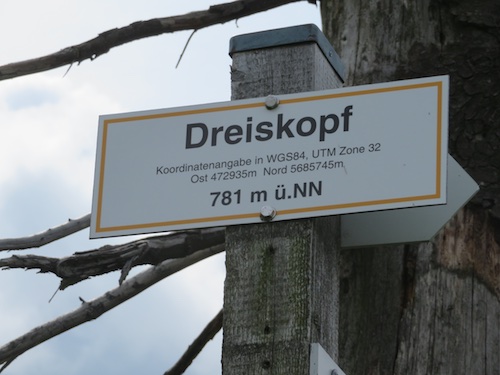 Dreiskopf
Koordinatenangabe in WGS84, UTM Zone 32
Ost 472935m Nord 5685745m
781 m ü.NN